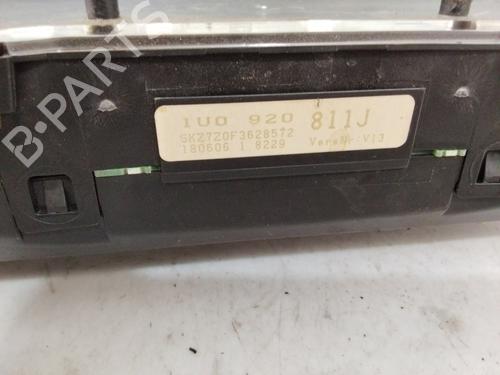 B-PARTS
1U0 920 811J
SKZ7Z0F3628572
180606 1 8229 VersNr.:V13